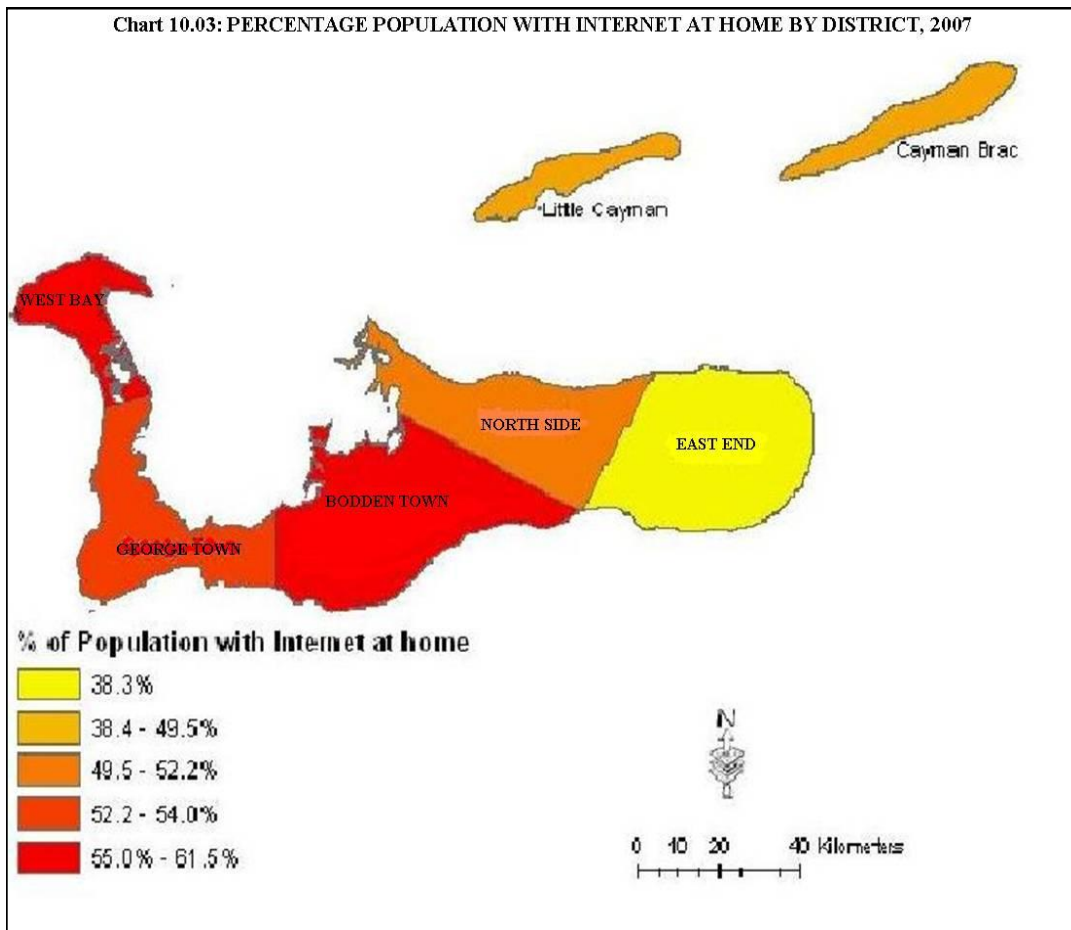 Chart 10.03: PERCENTAGE POPULATION WITH INTERNET AT HOME BY DISTRICT, 2007
Cayman Brac
Little Cayman
WEST BAY
NORTH SIDE
EAST END
BODDEN TOWN
GEORGE TOWN
% of Population with Internet at home
38.3%
38.4 - 49.5%
49.5 - 52.2%
52.2 - 54.0%
55.0% - 61.5%
N
0 10 20 40 Kilometers